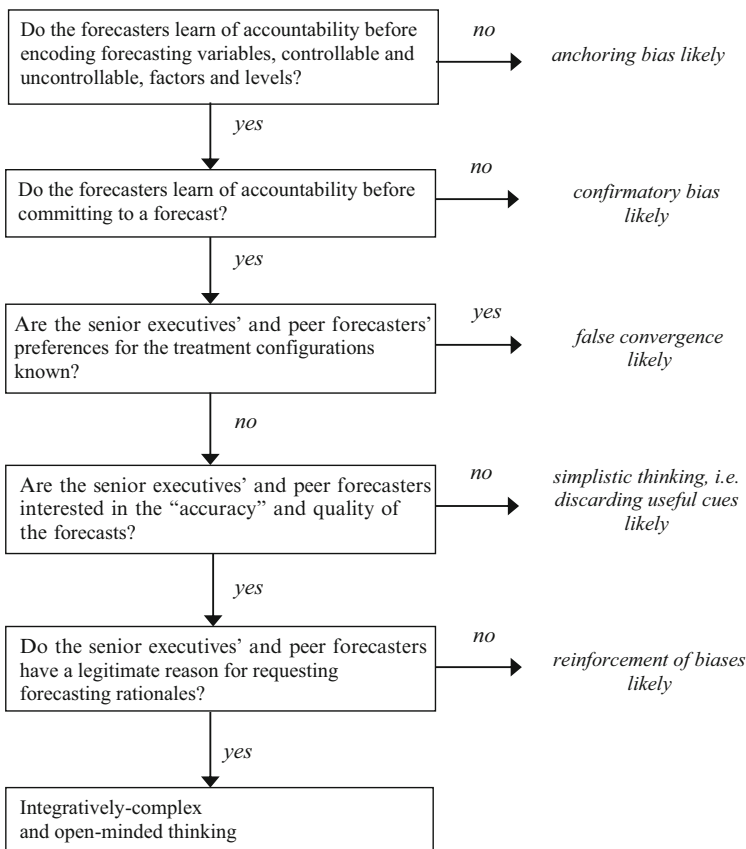 Do the forecasters learn of accountability before
encoding forecasting variables, controllable and
uncontrollable, factors and levels?
no
anchoring bias likely
yes
Do the forecasters learn of accountability before
committing to a forecast?
no
confirmatory bias
likely
yes
Are the senior executives’ and peer forecasters’
preferences for the treatment configurations
known?
yes
false convergence
likely
no
Are the senior executives’ and peer forecasters
interested in the “accuracy” and quality of
the forecasts?
no
simplistic thinking, i.e.
discarding useful cues
likely
yes
Do the senior executives’ and peer forecasters
have a legitimate reason for requesting
forecasting rationales?
no
reinforcement of biases
likely
yes
Integratively-complex
and open-minded thinking